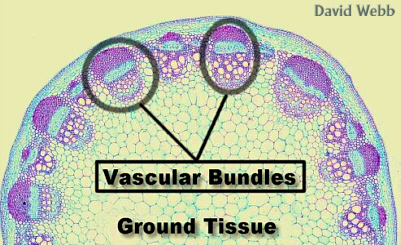 David Webb
Vascular Bundles
Ground Tissue